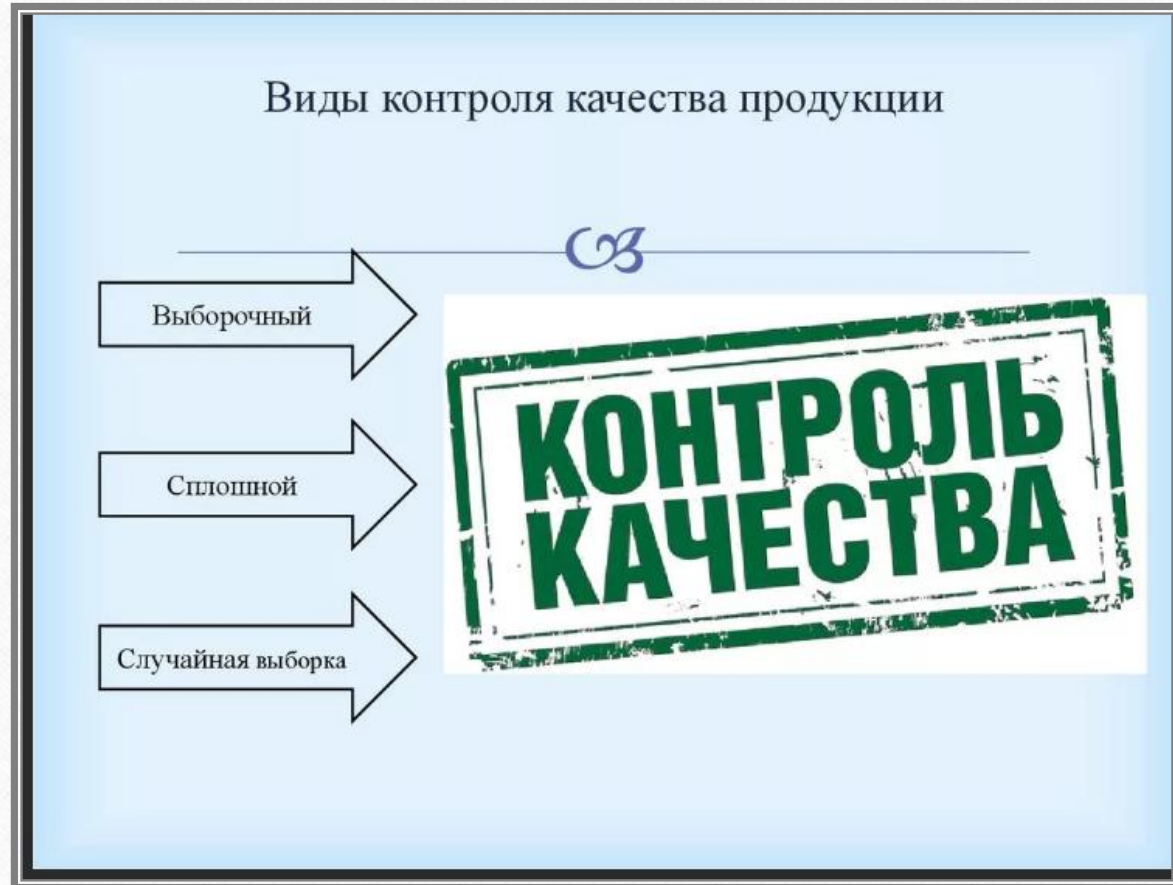 Виды контроля качества продукции
Выборочный
Сплошной
Случайная выборка
КОНТРОЛЬ
КАЧЕСТВА